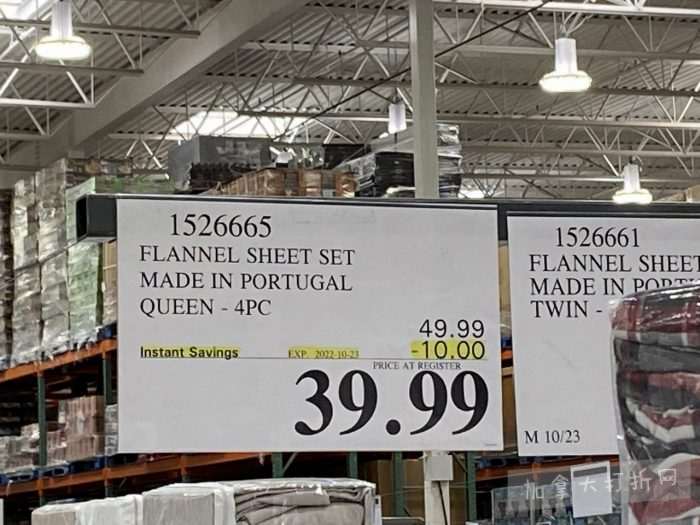 1526665
FLANNEL SHEET SET
MADE IN PORTUGAL
QUEEN - 4PC
49.99
Instant Savings EXP. 2022-10-23 -10.00
PRICE AT REGISTER
39.99
1526661
FLANNEL SHEET
MADE IN PORTU
TWIN -
M 10/23
加拿大打折网